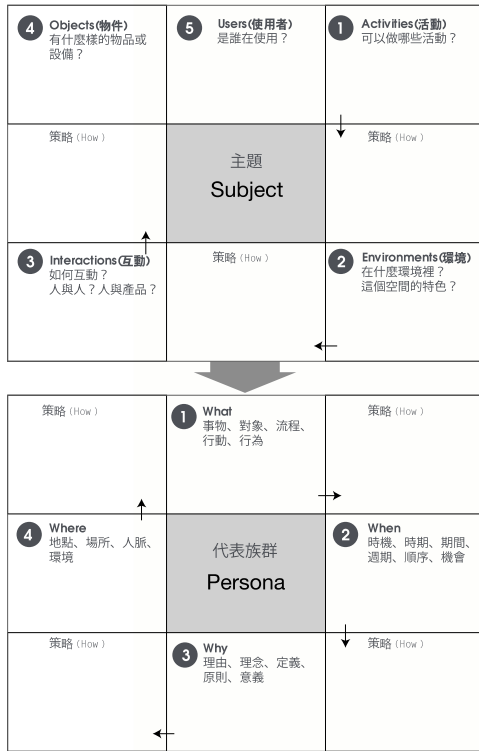 4 Objects(物件)
有什麼樣的物品或
設備？
5 Users(使用者)
是誰在使用？
1 Activities(活動)
可以做哪些活動？
策略 (How)
主題
Subject
策略 (How)
3 Interactions(互動)
如何互動？
人與人？人與產品？
策略 (How)
2 Environments(環境)
在什麼環境裡？
這個空間的特色？
策略 (How)
1 What
事物、對象、流程、
行動、行為
策略 (How)
4 Where
地點、場所、人脈、
環境
代表族群
Persona
2 When
時機、時期、期間、
週期、順序、機會
策略 (How)
3 Why
理由、理念、定義、
原則、意義
策略 (How)